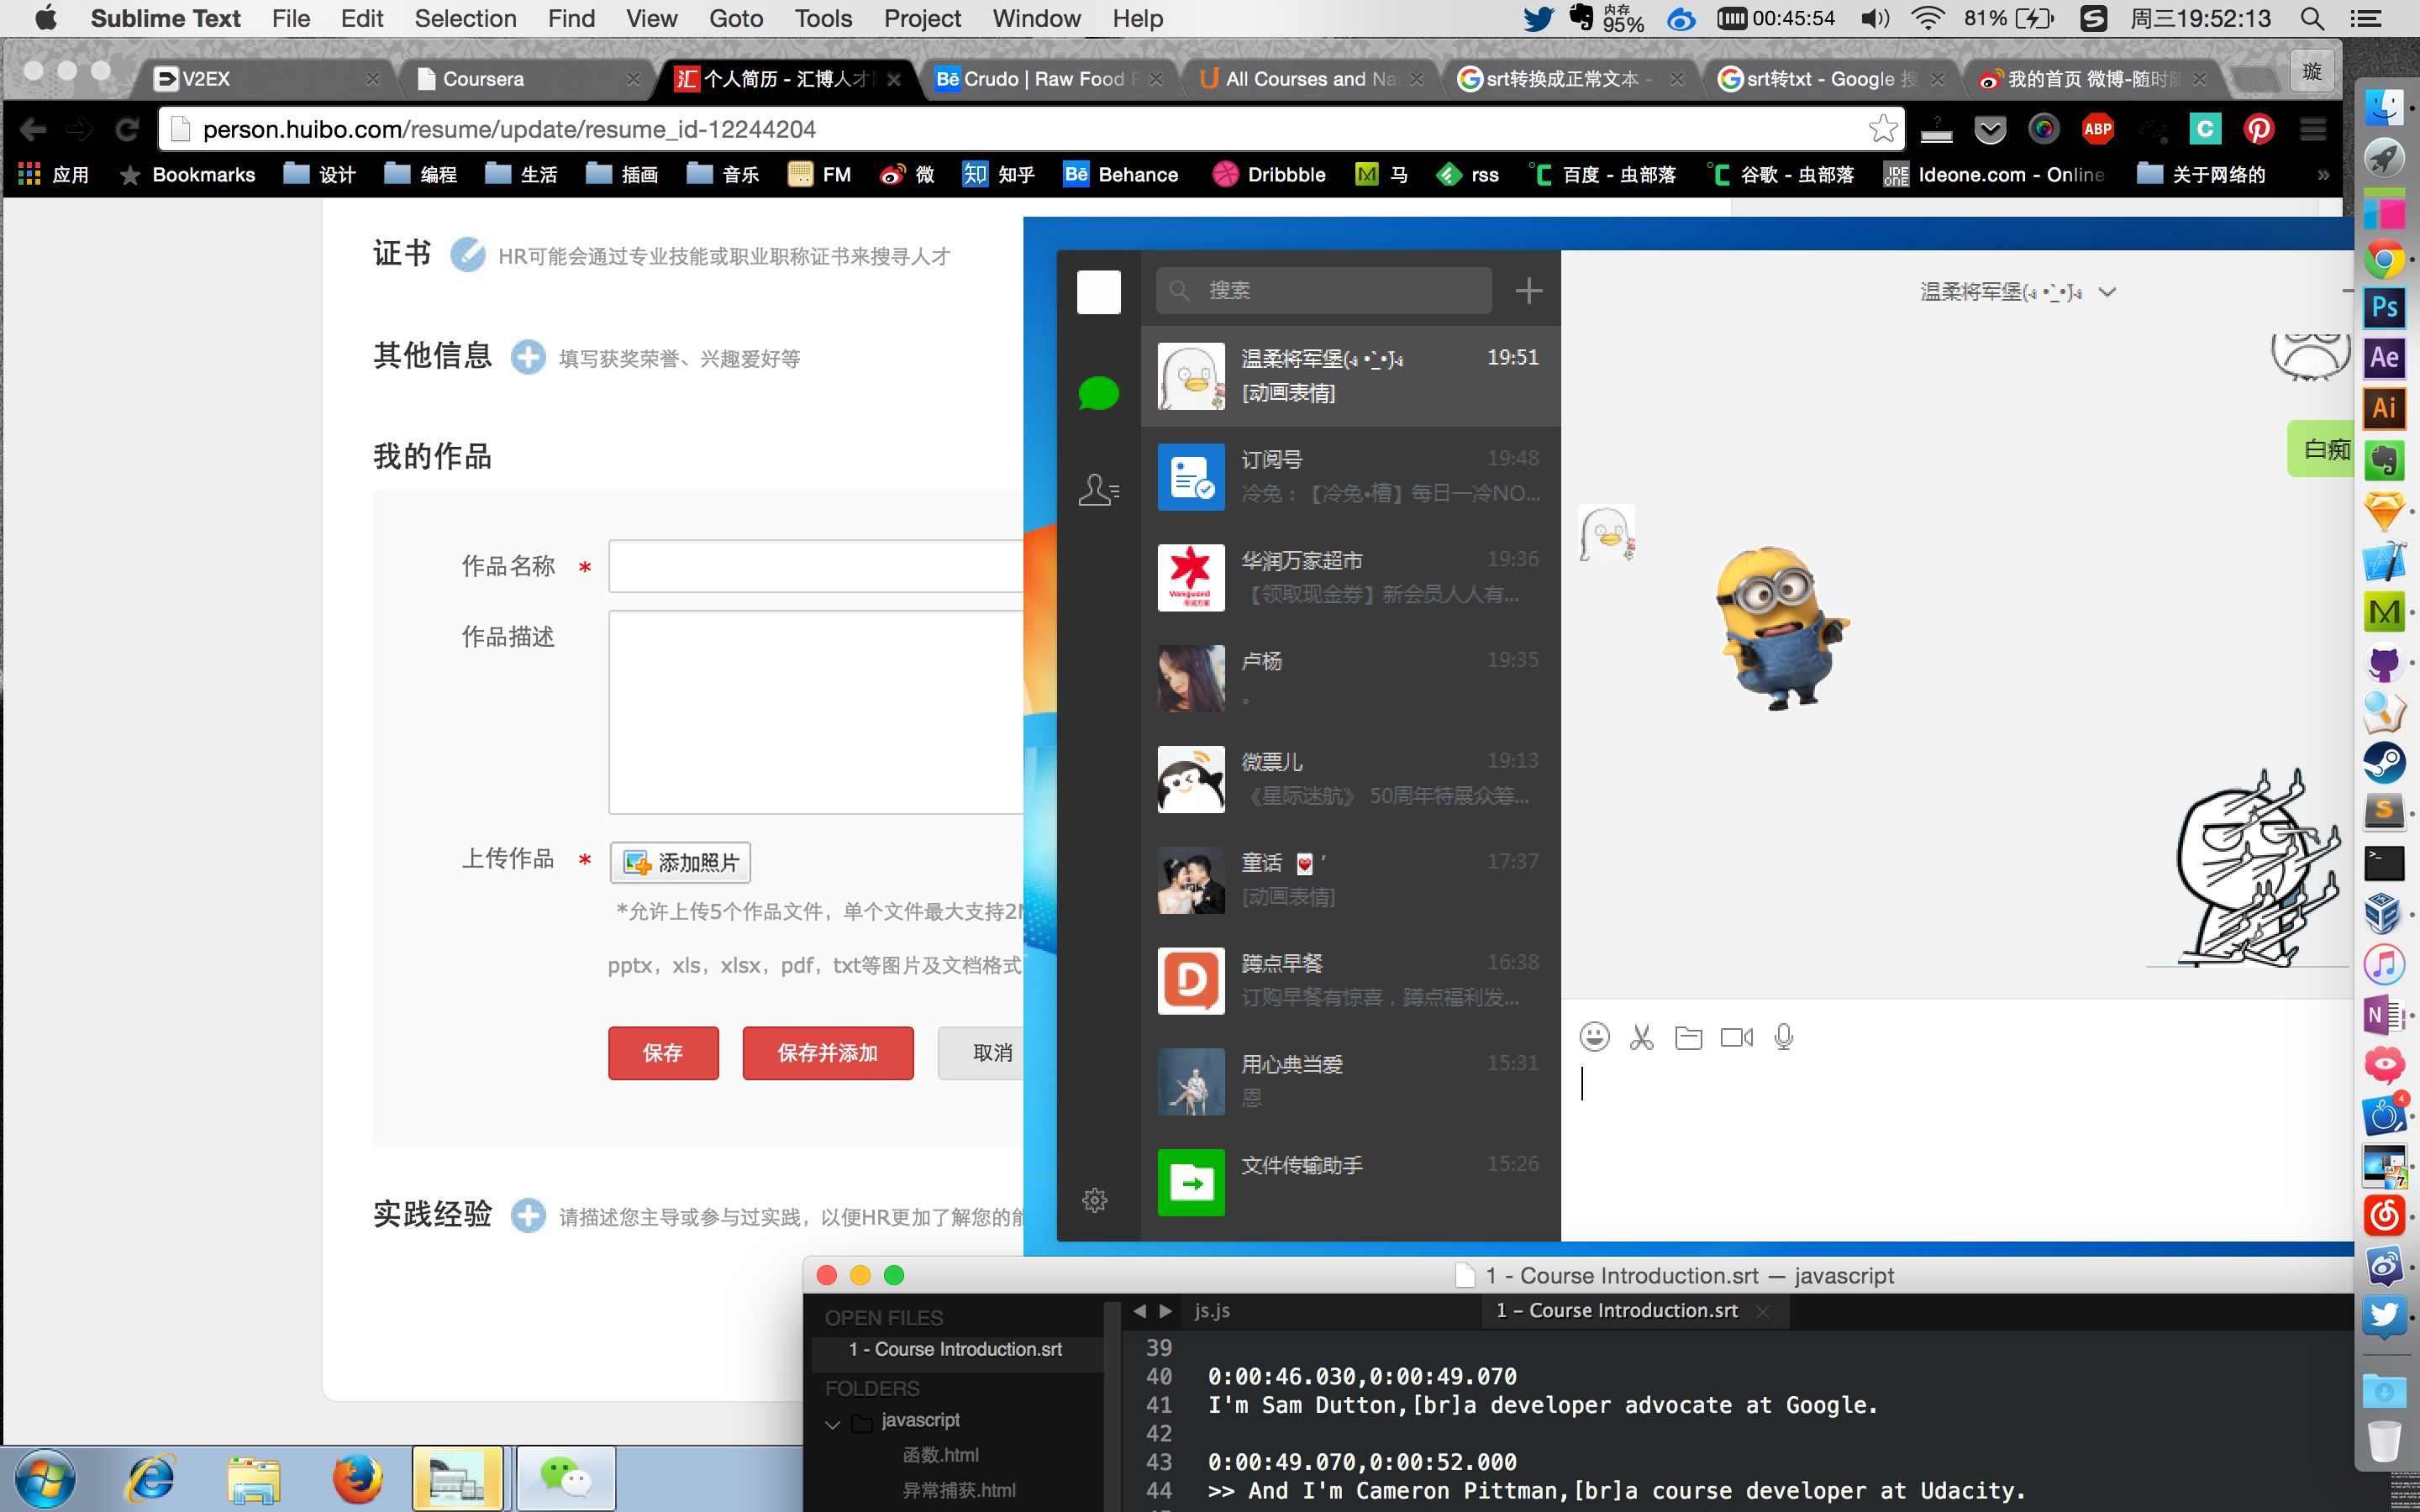 Sublime Text File Edit Selection Find View Goto Tools Project Window Help 内存 95% 00:45:54 81% 周三19:52:13
V2EX Coursera 汇 个人简历 - 汇博人才 Bē Crudo | Raw Food All Courses and Na srt转换成正常文本 - srt转txt - Google 搜 我的首页 微博-随时随 璇
person.huibo.com/resume/update/resume_id-12244204 ABP C
应用 Bookmarks 设计 编程 生活 插画 音乐 FM 微 知 知乎 Bē Behance Dribbble M 马 rss 百度 - 虫部落 谷歌 - 虫部落 IDE ONE Ideone.com - Online 关于网络的 »
证书 HR可能会通过专业技能或职业职称证书来搜寻人才
其他信息 填写获奖荣誉、兴趣爱好等
我的作品
作品名称 *
作品描述
上传作品 * 添加照片
*允许上传5个作品文件，单个文件最大支持2M
pptx，xls，xlsx，pdf，txt等图片及文档格式
保存 保存并添加 取消
实践经验 请描述您主导或参与过实践，以便HR更加了解您的能
搜索
温柔将军堡 19:51
[动画表情]
订阅号 19:48
冷兔：【冷兔•槽】每日一冷NO...
华润万家超市 19:36
【领取现金券】新会员人人有...
Vanguard
华润万家
卢杨 19:35
。
微票儿 19:13
《星际迷航》 50周年特展众筹...
童话 ′ 17:37
[动画表情]
蹲点早餐 16:38
订购早餐有惊喜，蹲点福利发...
用心典当爱 15:31
恩
文件传输助手 15:26
温柔将军堡
白痴
Ps
Ae
Ai
1 - Course Introduction.srt — javascript
OPEN FILES
1 - Course Introduction.srt
FOLDERS
javascript
函数.html
异常捕获.html
js.js 1 - Course Introduction.srt
39
40 0:00:46.030,0:00:49.070
41 I'm Sam Dutton,[br]a developer advocate at Google.
42
43 0:00:49.070,0:00:52.000
44 >> And I'm Cameron Pittman,[br]a course developer at Udacity.